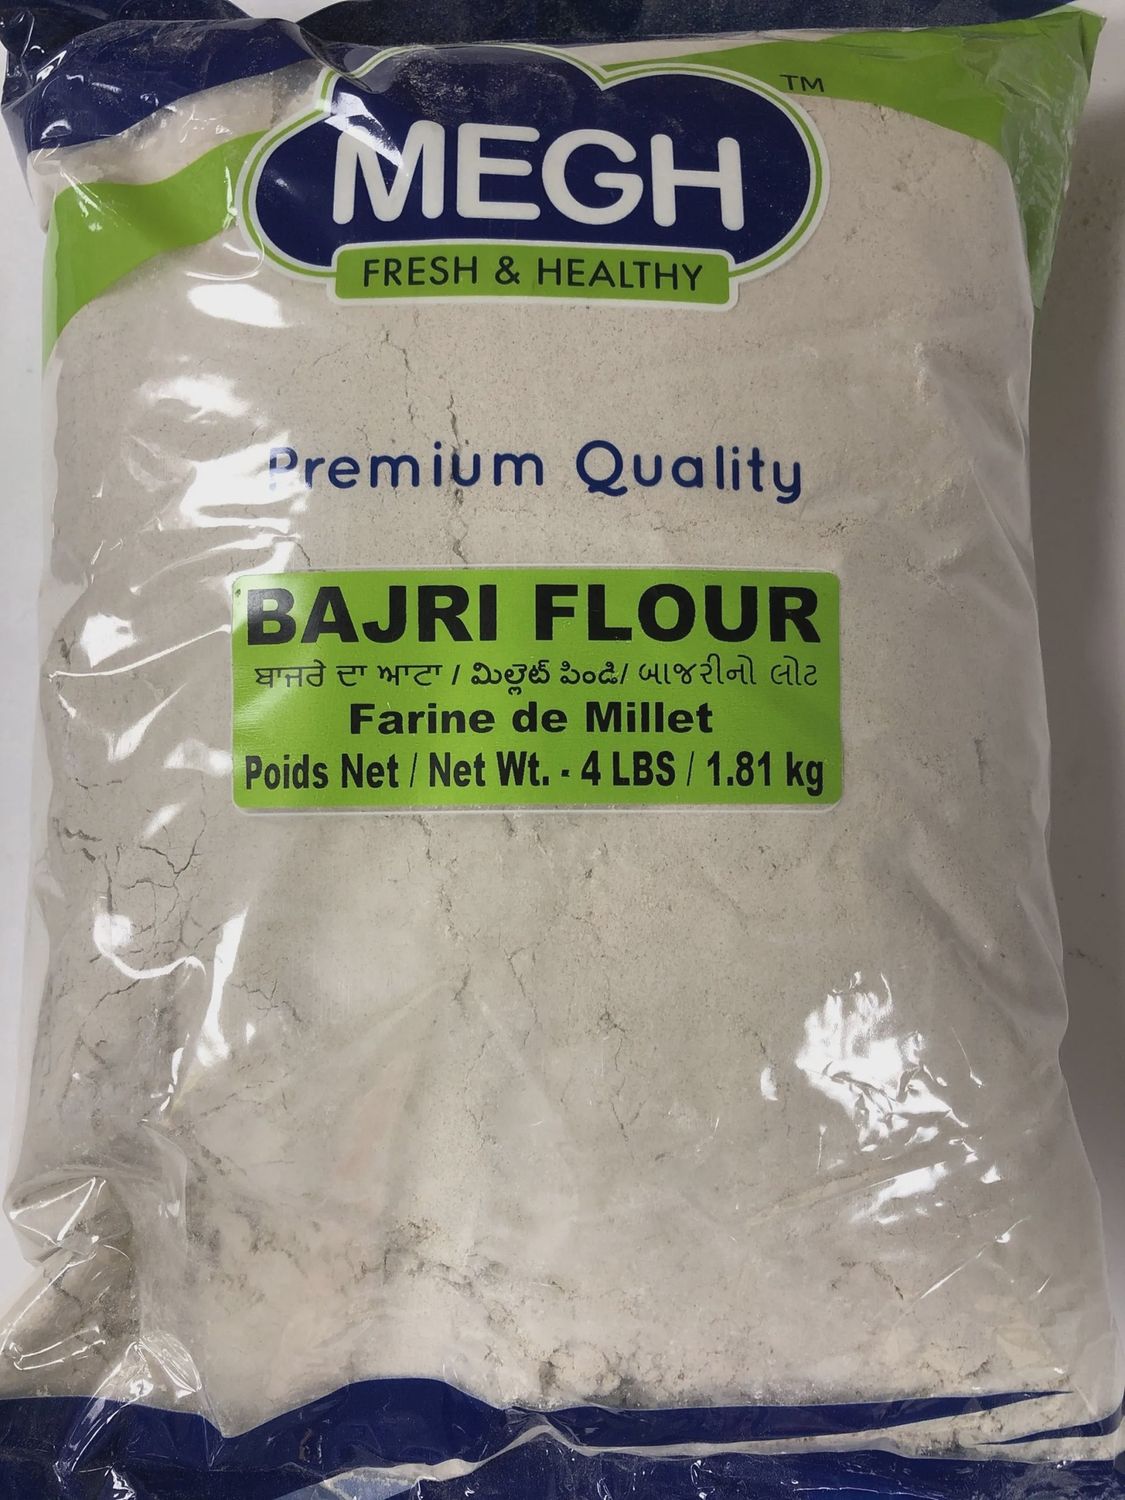 MEGH
TM
FRESH & HEALTHY
Premium Quality
BAJRI FLOUR
ਬਾਜਰੇ ਦਾ ਆਟਾ / మిల్లెట్ పిండి/ બાજરીનો લોટ
Farine de Millet
Poids Net / Net Wt. - 4 LBS / 1.81 kg